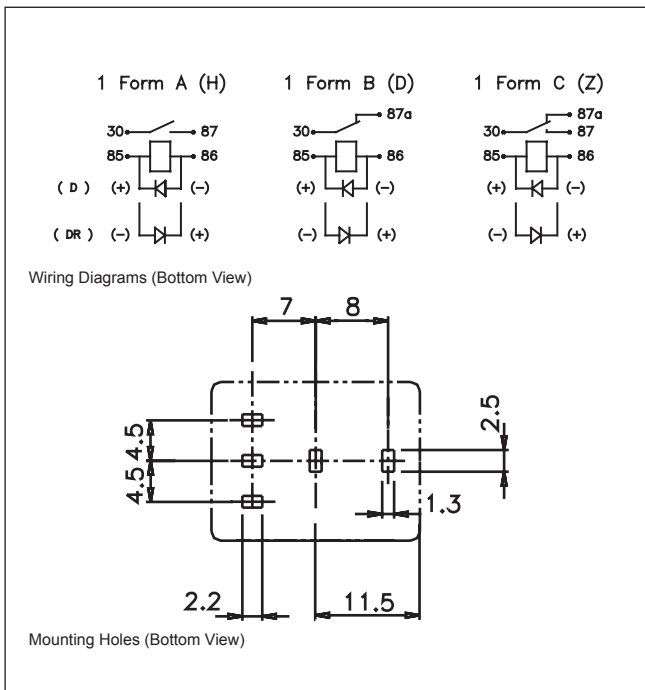 1 Form A (H) 1 Form B (D) 1 Form C (Z)
87a 87a
30 87 30 30 87
85 86 85 86 85 86
( D ) (+) (-) (+) (-) (+) (-)
( DR ) (-) (+) (-) (+) (-) (+)
Wiring Diagrams (Bottom View)
7 8
4.5 2.5
4.5 1.3
2.2 11.5
Mounting Holes (Bottom View)